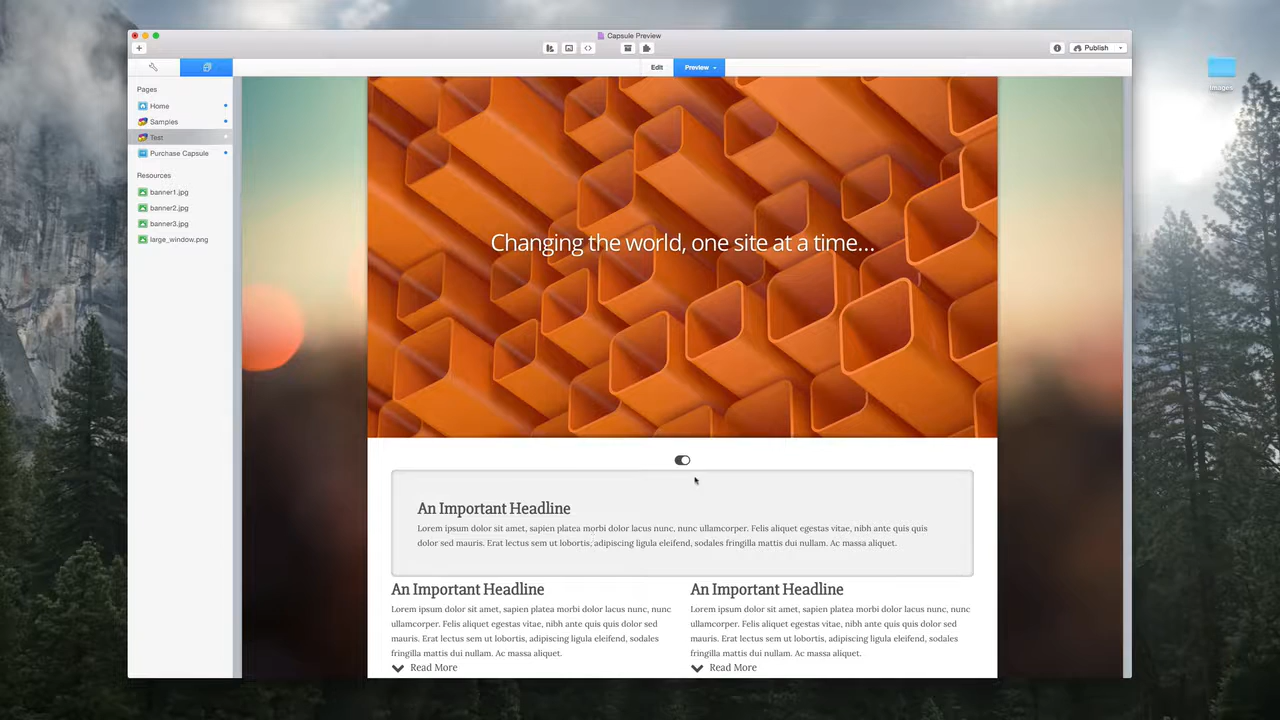 Capsule Preview
Publish
Edit
Preview
Pages
Home
Samples
Test
Purchase Capsule
Resources
banner1.jpg
banner2.jpg
banner3.jpg
large_window.png
Images
Changing the world, one site at a time...
An Important Headline
Lorem ipsum dolor sit amet, sapien platea morbi dolor lacus nunc, nunc ullamcorper. Felis aliquet egestas vitae, nibh ante quis quis
dolor sed mauris. Erat lectus sem ut lobortis, adipiscing ligula eleifend, sodales fringilla mattis dui nullam. Ac massa aliquet.
An Important Headline
Lorem ipsum dolor sit amet, sapien platea morbi dolor lacus nunc, nunc
ullamcorper. Felis aliquet egestas vitae, nibh ante quis quis dolor sed
mauris. Erat lectus sem ut lobortis, adipiscing ligula eleifend, sodales
fringilla mattis dui nullam. Ac massa aliquet.
Read More
An Important Headline
Lorem ipsum dolor sit amet, sapien platea morbi dolor lacus nunc, nunc
ullamcorper. Felis aliquet egestas vitae, nibh ante quis quis dolor sed
mauris. Erat lectus sem ut lobortis, adipiscing ligula eleifend, sodales
fringilla mattis dui nullam. Ac massa aliquet.
Read More